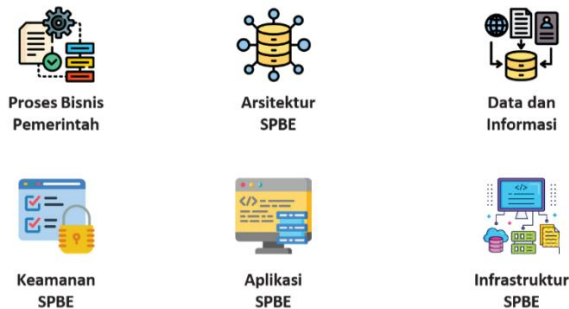 Proses Bisnis
Pemerintah
Arsitektur
SPBE
Data dan
Informasi
Keamanan
SPBE
Aplikasi
SPBE
Infrastruktur
SPBE